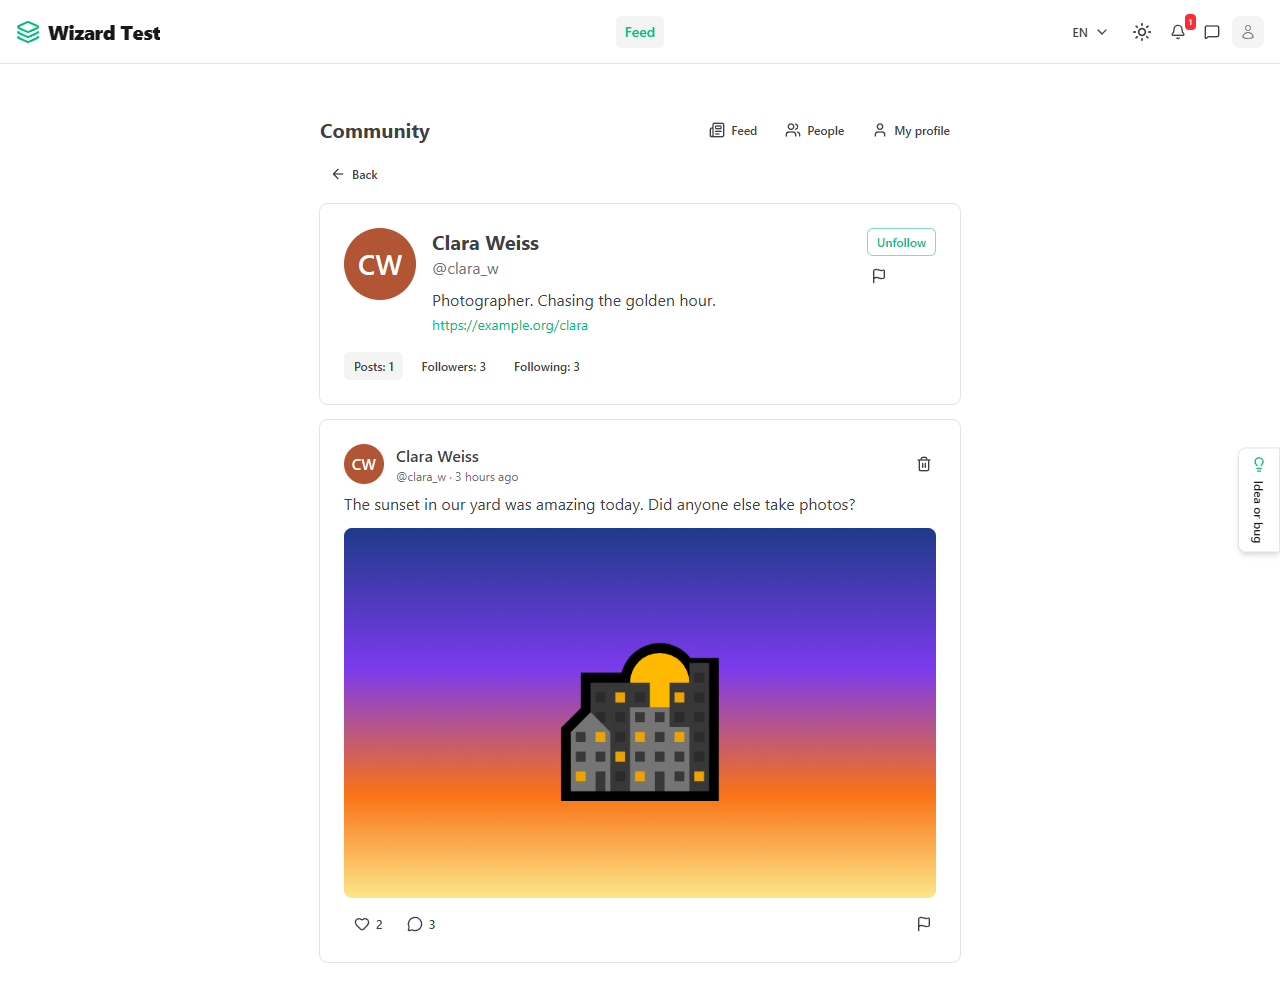 Wizard Test
Feed
EN
1
Community
Feed
People
My profile
Back
CW
Clara Weiss
@clara_w
Unfollow
Photographer. Chasing the golden hour.
https://example.org/clara
Posts: 1
Followers: 3
Following: 3
CW
Clara Weiss
@clara_w · 3 hours ago
The sunset in our yard was amazing today. Did anyone else take photos?
2
3
Idea or bug